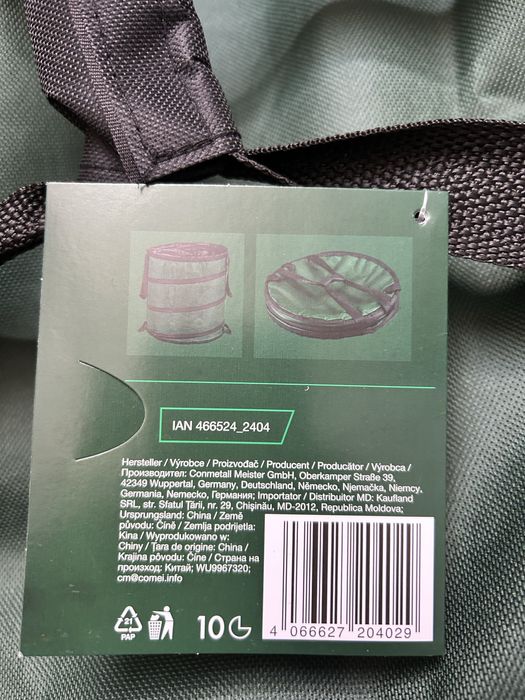 IAN 466524_2404
Hersteller / Výrobce / Proizvođač / Producent / Producător / Výrobca /
Производител: Conmetall Meister GmbH, Oberkamper Straße 39,
42349 Wuppertal, Germany, Deutschland, Německo, Njemačka, Niemcy,
Germania, Nemecko, Германия; Importator / Distribuitor MD: Kaufland
SRL, str. Sfatul Țării, nr. 29, Chișinău, MD-2012, Republica Moldova;
Ursprungsland: China / Země
původu: Čína / Zemlja podrijetla:
Kina / Wyprodukowano w:
Chiny / Țara de origine: China /
Krajina pôvodu: Čína / Страна на
произход: Китай; WU9967320;
cm@comei.info
21
PAP
10
4 066627 204029